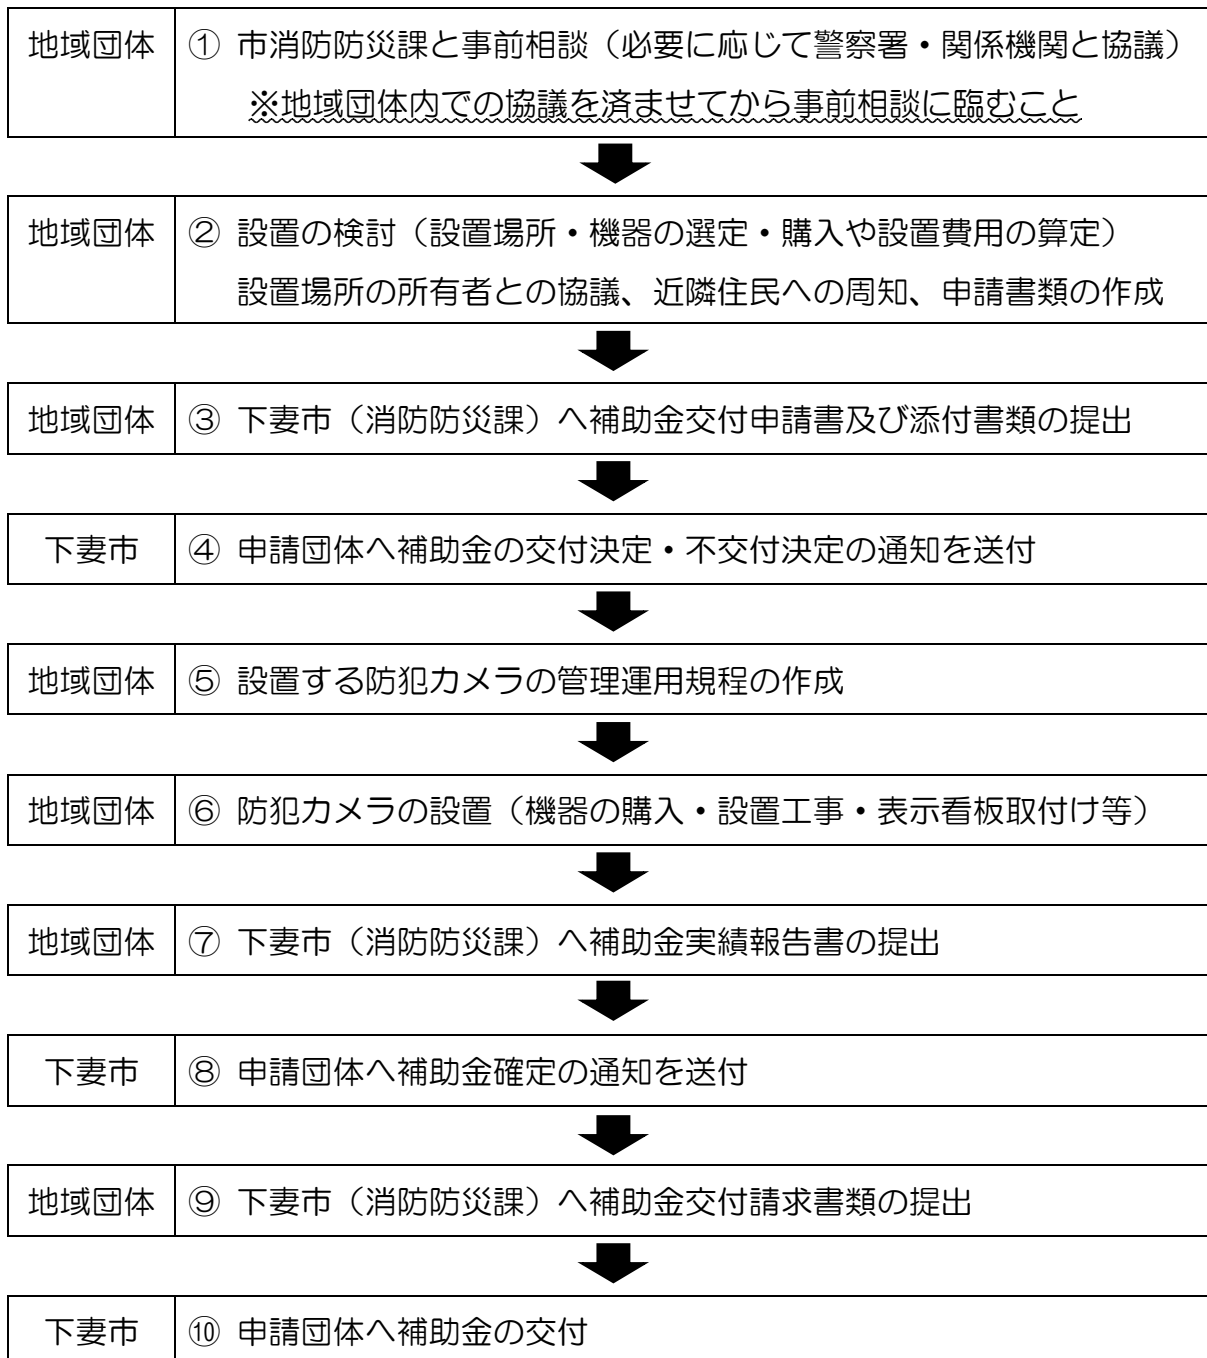 地域団体 ① 市消防防災課と事前相談（必要に応じて警察署・関係機関と協議）
※地域団体内での協議を済ませてから事前相談に臨むこと
地域団体 ② 設置の検討（設置場所・機器の選定・購入や設置費用の算定）
設置場所の所有者との協議、近隣住民への周知、申請書類の作成
地域団体 ③ 下妻市（消防防災課）へ補助金交付申請書及び添付書類の提出
下妻市 ④ 申請団体へ補助金の交付決定・不交付決定の通知を送付
地域団体 ⑤ 設置する防犯カメラの管理運用規程の作成
地域団体 ⑥ 防犯カメラの設置（機器の購入・設置工事・表示看板取付け等）
地域団体 ⑦ 下妻市（消防防災課）へ補助金実績報告書の提出
下妻市 ⑧ 申請団体へ補助金確定の通知を送付
地域団体 ⑨ 下妻市（消防防災課）へ補助金交付請求書類の提出
下妻市 ⑩ 申請団体へ補助金の交付